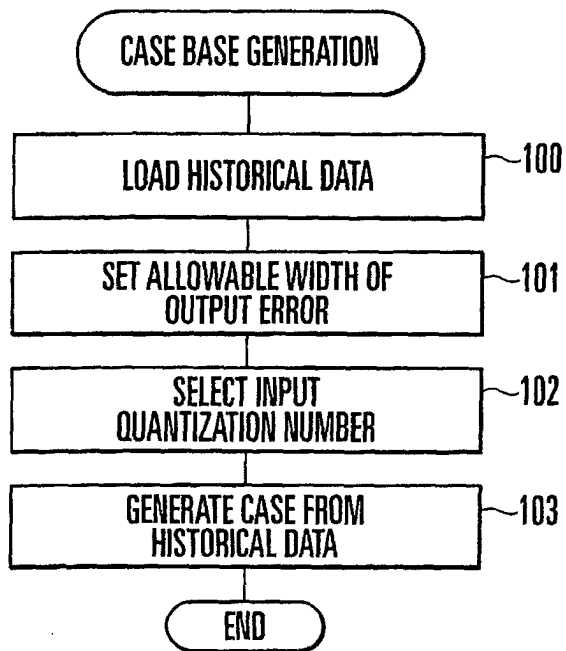 CASE BASE GENERATION
LOAD HISTORICAL DATA
100
SET ALLOWABLE WIDTH OF
OUTPUT ERROR
101
SELECT INPUT
QUANTIZATION NUMBER
102
GENERATE CASE FROM
HISTORICAL DATA
103
END